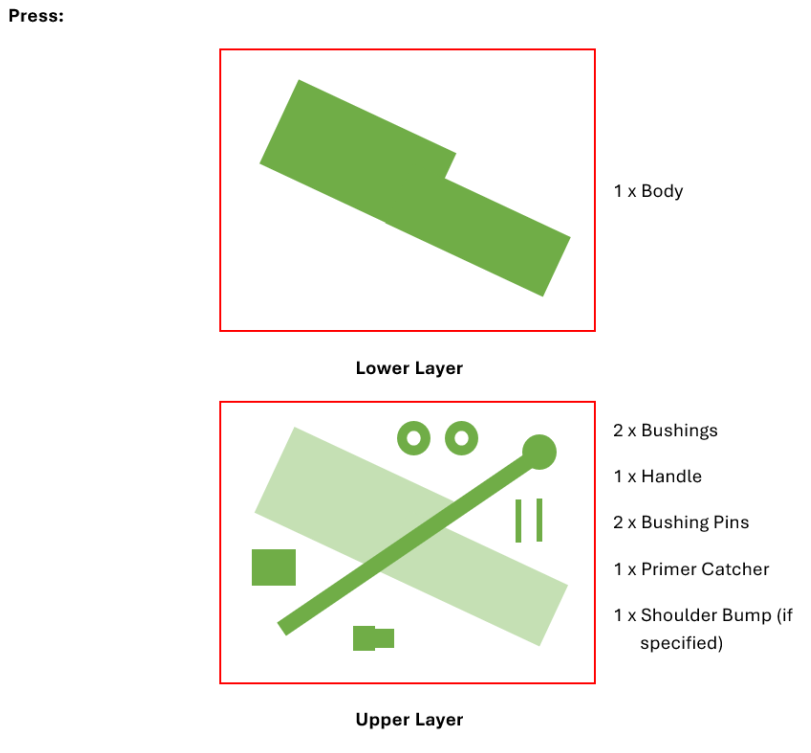 Press:
1 x Body
Lower Layer
2 x Bushings
1 x Handle
2 x Bushing Pins
1 x Primer Catcher
1 x Shoulder Bump (if
specified)
Upper Layer